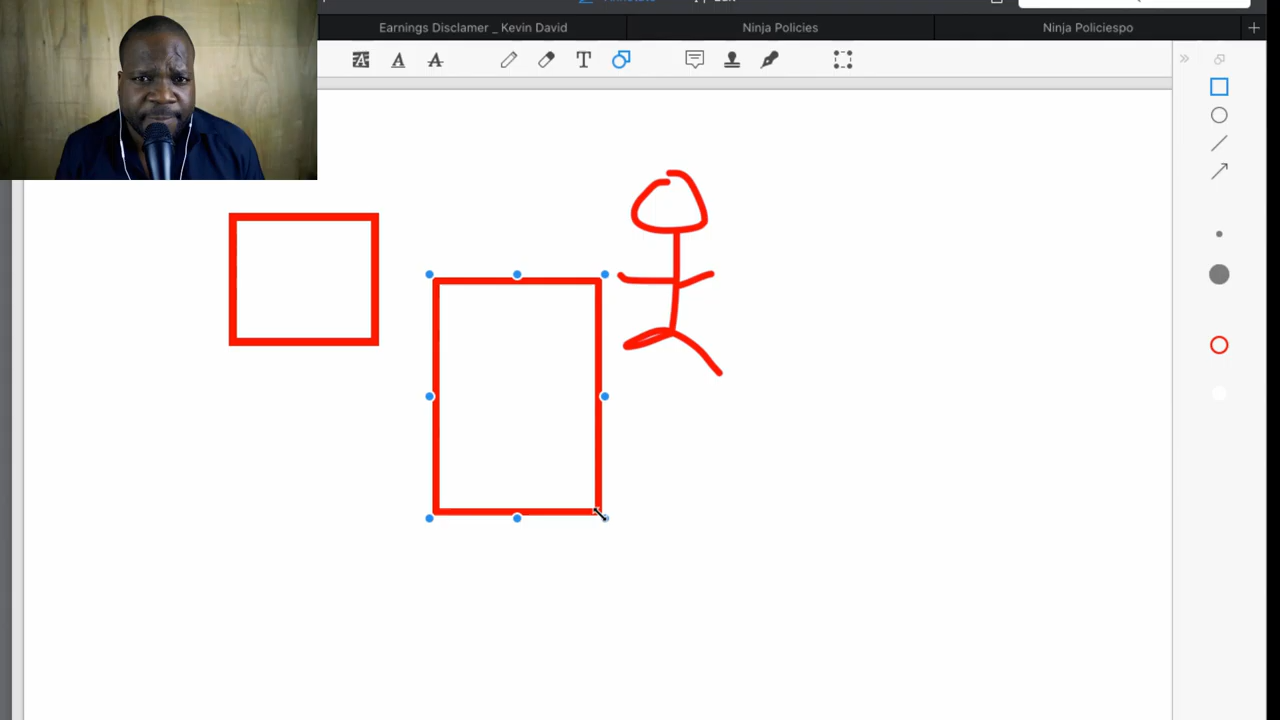 Earnings Disclamer _ Kevin David
Ninja Policies
Ninja Policiespo
A A A T